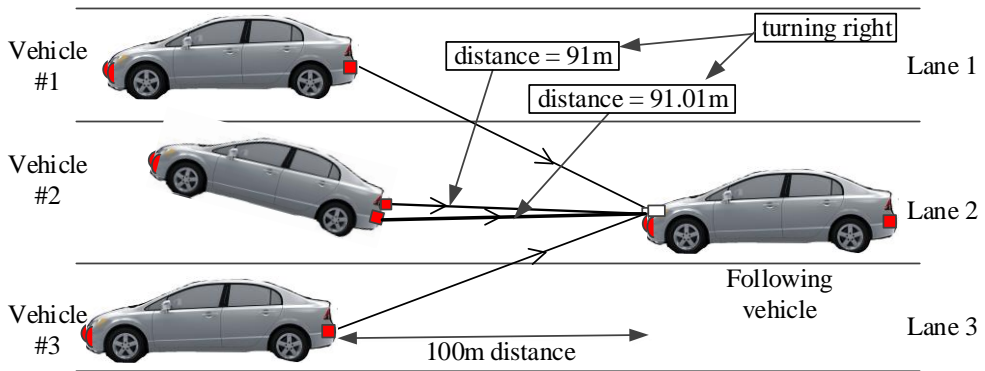 Vehicle
#1
distance = 91m
turning right
Lane 1
distance = 91.01m
Vehicle
#2
Lane 2
Following
vehicle
Vehicle
#3
100m distance
Lane 3